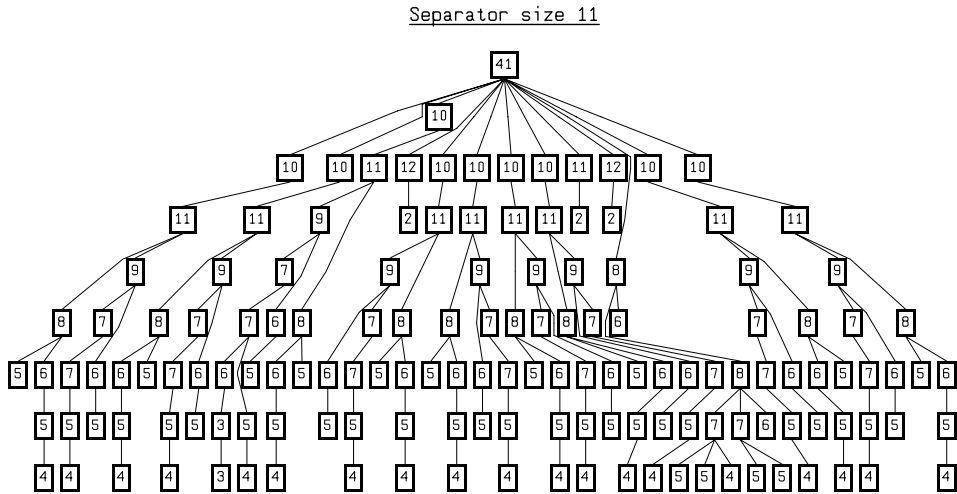 Separator size 11
41
10
10 10 11 12 10 10 10 10 11 12 10 10
11 11 9 2 11 11 11 11 2 2 11 11
9 9 7 9 9 9 9 8 9 9
8 7 8 7 7 6 8 7 8 8 7 8 7 8 7 6 7 8 7 8
5 6 7 6 6 5 7 6 6 5 6 5 6 7 5 6 5 6 6 7 5 6 7 6 5 6 6 7 8 7 6 6 5 7 6 5 6
5 5 5 5 5 5 3 5 5 5 5 5 5 5 5 5 5 5 5 5 5 7 7 6 5 5 5 5 5 5
4 4 4 4 3 4 4 4 4 4 4 4 4 4 4 5 5 4 5 5 4 4 4 4